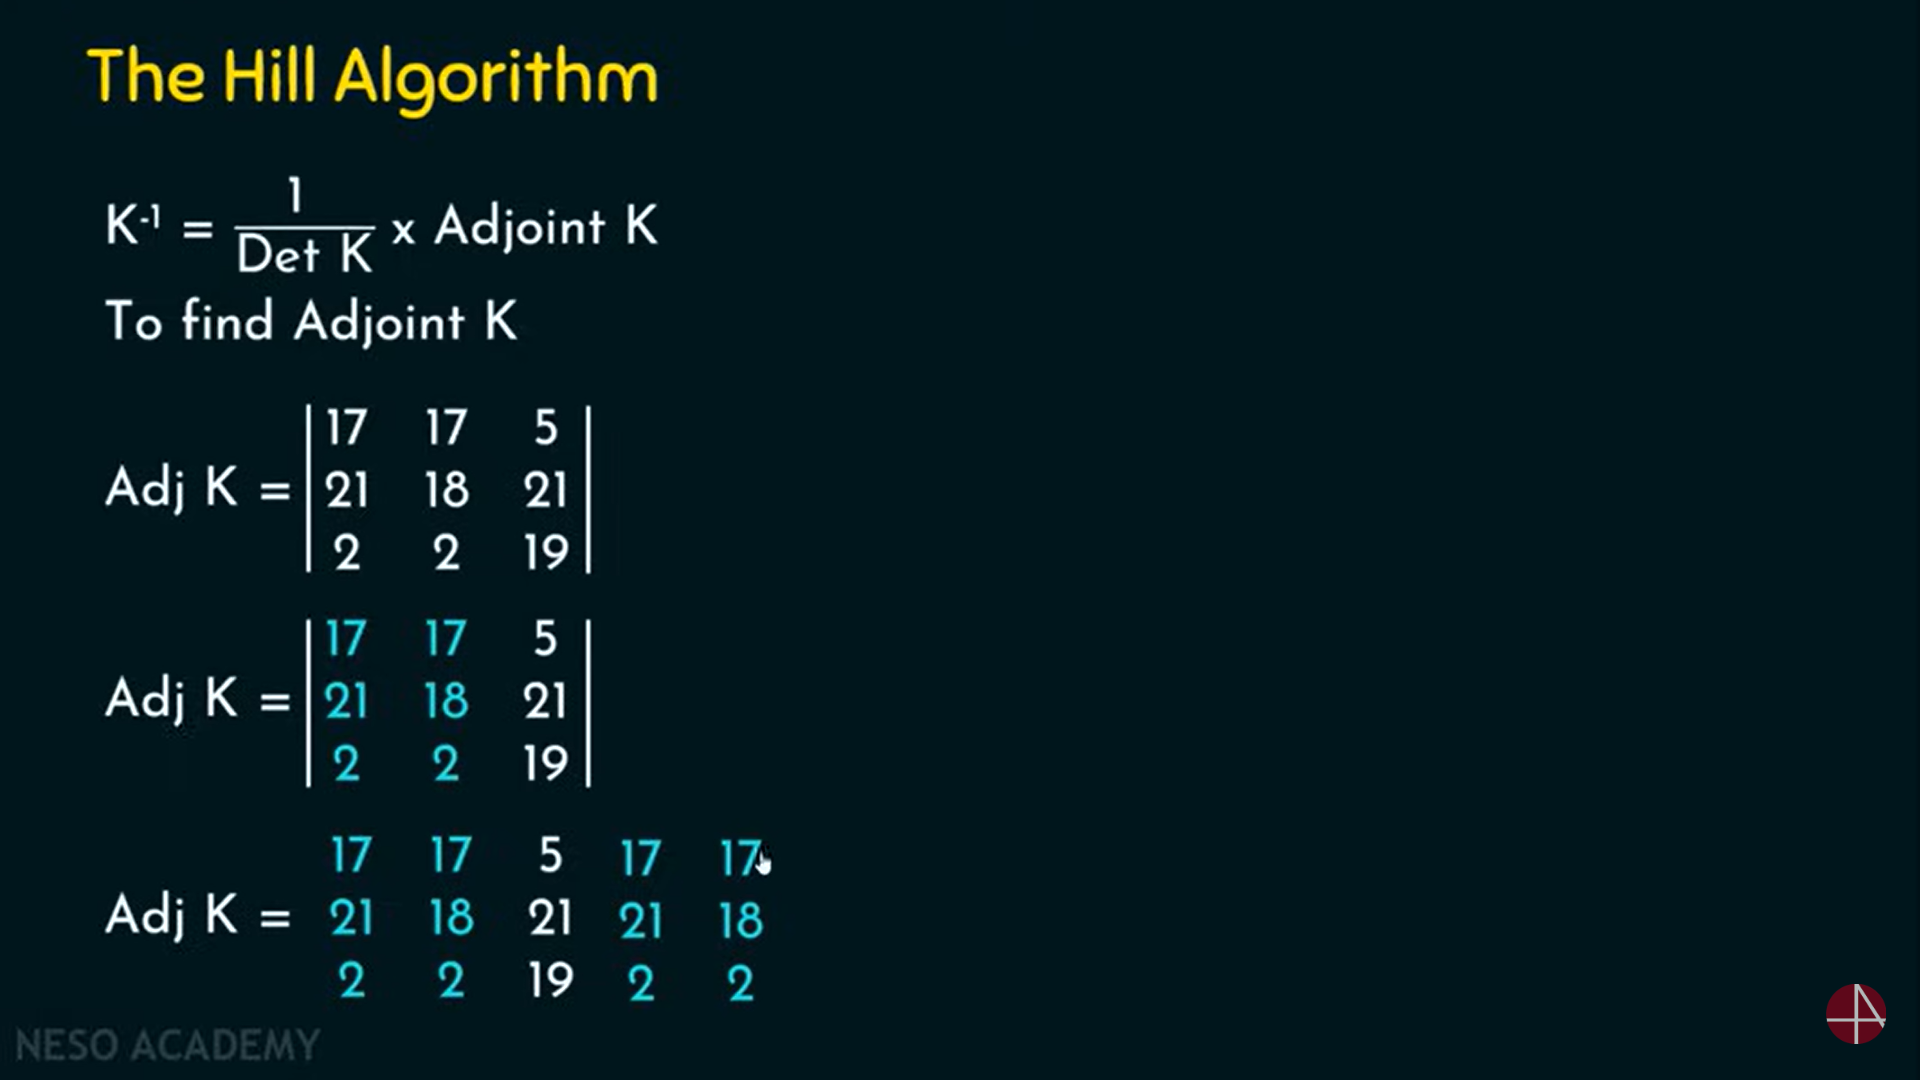 The Hill Algorithm
K-1 = 1 / Det K x Adjoint K
To find Adjoint K
17 17 5
Adj K = 21 18 21
2 2 19
17 17 5
Adj K = 21 18 21
2 2 19
17 17 5 17 17
Adj K = 21 18 21 21 18
2 2 19 2 2
NESO ACADEMY